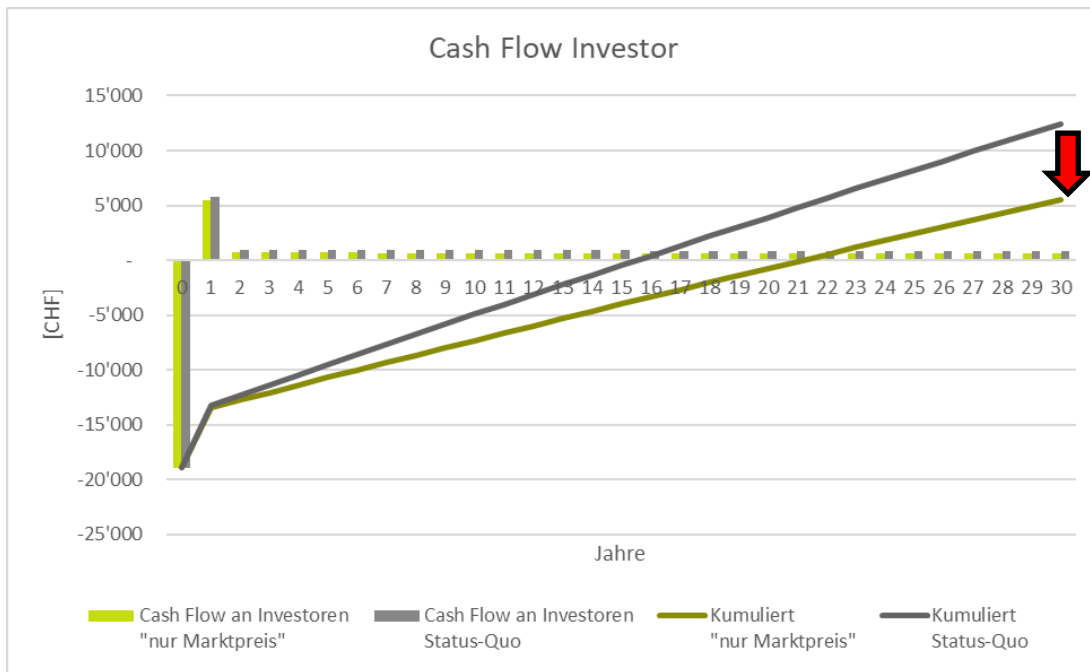 Cash Flow Investor
15'000
10'000
5'000
-
-5'000
-10'000
-15'000
-20'000
-25'000
[CHF]
0 1 2 3 4 5 6 7 8 9 10 11 12 13 14 15 16 17 18 19 20 21 22 23 24 25 26 27 28 29 30
Jahre
Cash Flow an Investoren
"nur Marktpreis"
Cash Flow an Investoren
Status-Quo
Kumuliert
"nur Marktpreis"
Kumuliert
Status-Quo